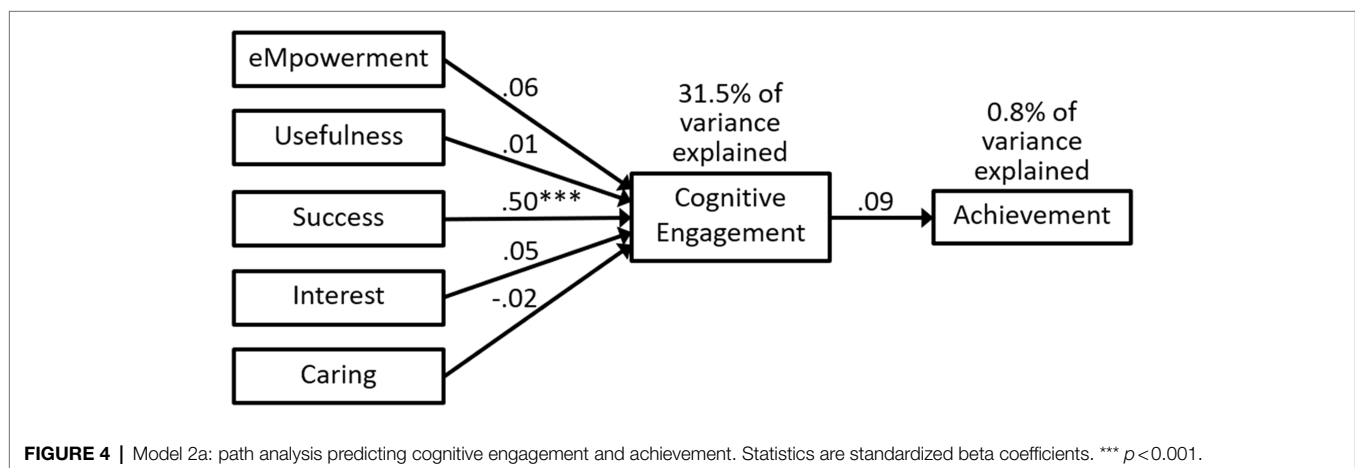 eMpowerment
.06
Usefulness
.01
Success
.50***
Interest
.05
Caring
-.02
31.5% of
variance
explained
Cognitive
Engagement
.09
0.8% of
variance
explained
Achievement
FIGURE 4 | Model 2a: path analysis predicting cognitive engagement and achievement. Statistics are standardized beta coefficients. *** p<0.001.